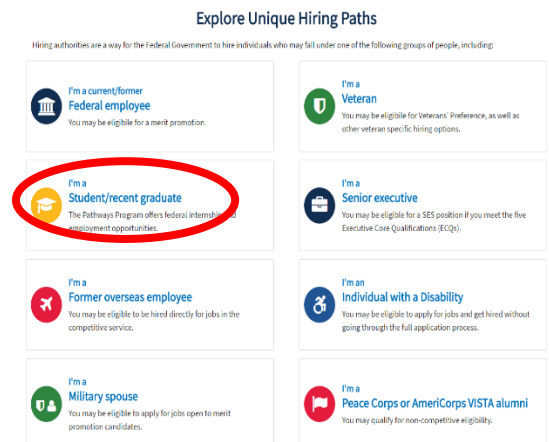 Explore Unique Hiring Paths
Hiring authorities are a way for the Federal Government to hire individuals who may fall under one of the following groups of people, including:
I'm a current/former
Federal employee
You may be eligibile for a merit promotion.
I'm a
Veteran
You may be eligibile for Veterans' Preference, as well as
other veteran specific hiring options.
I'm a
Student/recent graduate
The Pathways Program offers federal internship
employment opportunities.
I'm a
Senior executive
You may be eligible for a SES position if you meet the five
Executive Core Qualifications (ECQs).
I'm a
Former overseas employee
You may be eligible to be hired directly for jobs in the
competitive service.
I'm an
Individual with a Disability
You may be eligible to apply for jobs and get hired without
going through the full application process.
I'm a
Military spouse
You may be eligible to apply for jobs open to merit
promotion candidates.
I'm a
Peace Corps or AmeriCorps VISTA alumni
You may qualify for non-competitive eligibility.